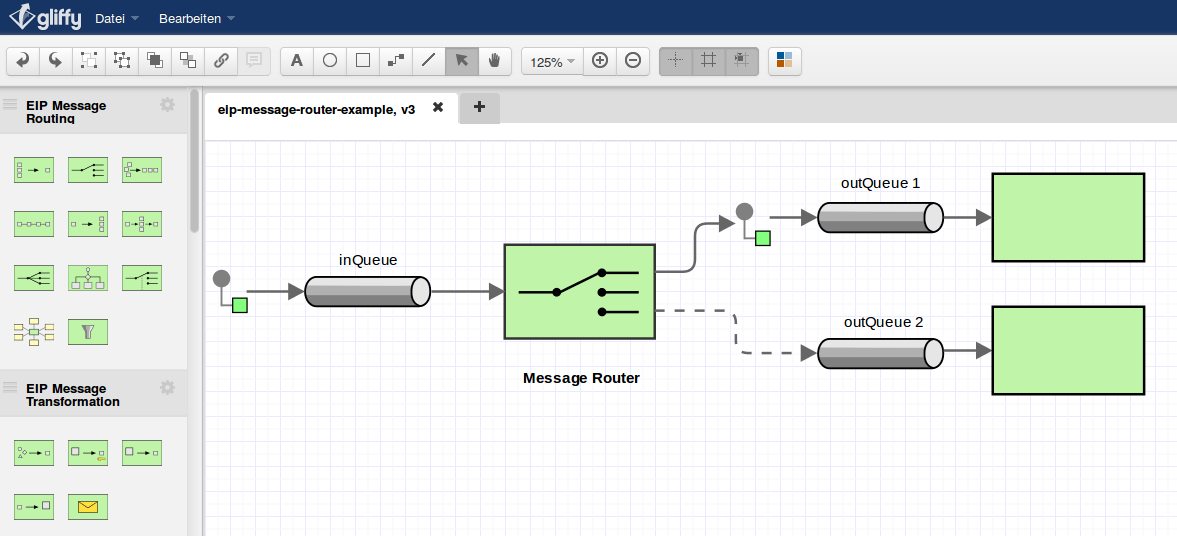 gliffy Datei Bearbeiten
A 125%
EIP Message
Routing
eip-message-router-example, v3
outQueue 1
inQueue
outQueue 2
Message Router
EIP Message
Transformation